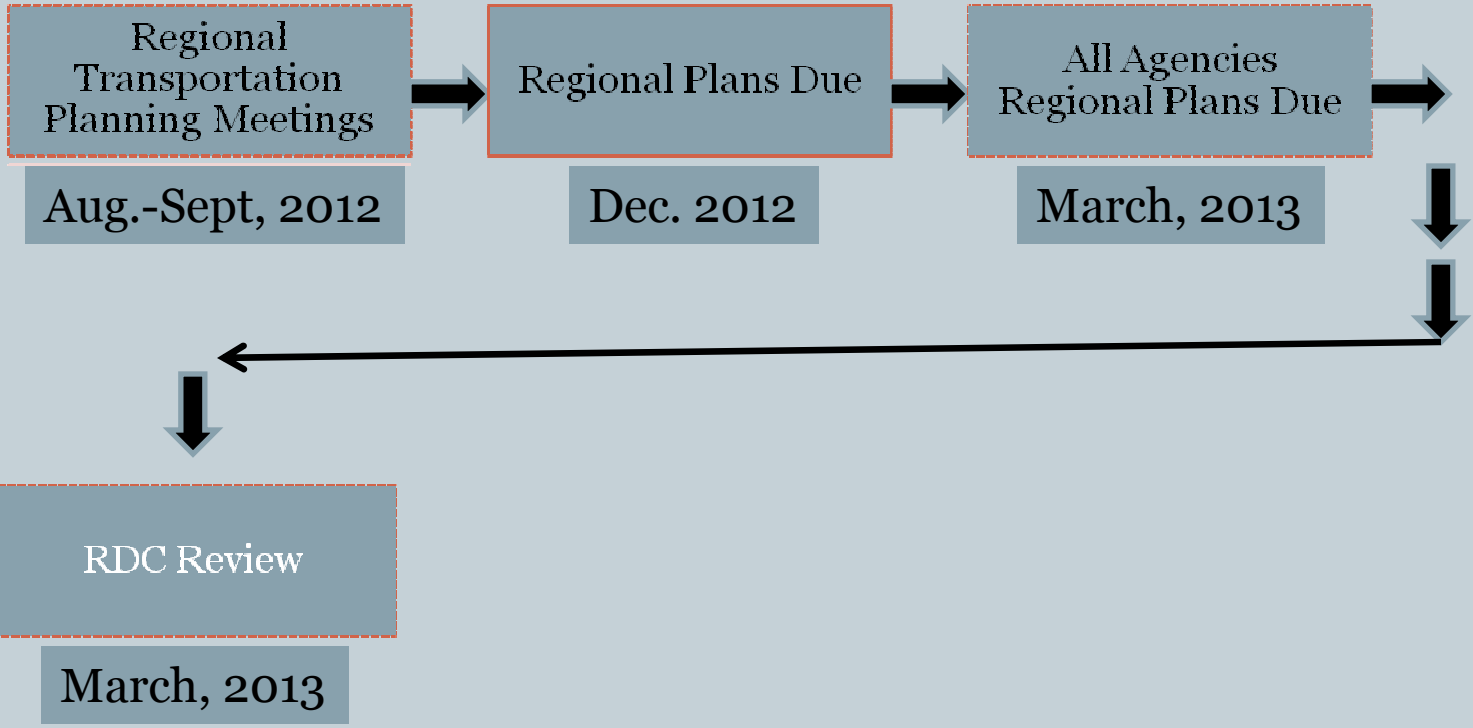 Regional
Transportation
Planning Meetings
Regional Plans Due
All Agencies
Regional Plans Due
Aug.-Sept, 2012
Dec. 2012
March, 2013
RDC Review
March, 2013